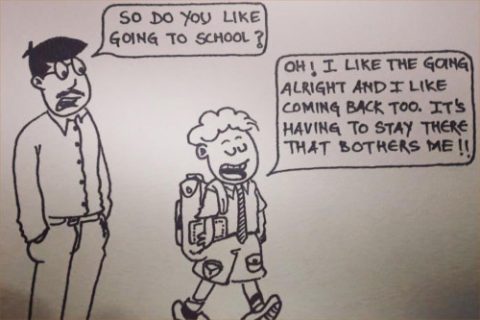 SO DO YOU LIKE
GOING TO SCHOOL?
OH! I LIKE THE GOING
ALRIGHT AND I LIKE
COMING BACK TOO. IT'S
HAVING TO STAY THERE
THAT BOTHERS ME!!